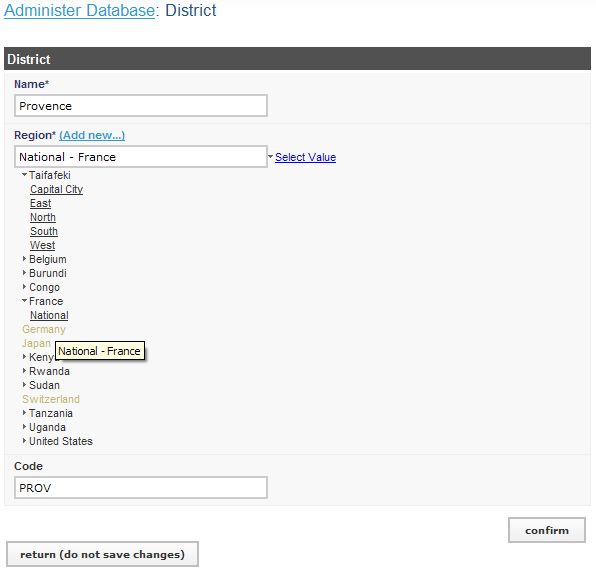 Administer Database: District
District
Name*
Provence
Region* (Add new...)
National - France Select Value
Taifafeki
Capital City
East
North
South
West
Belgium
Burundi
Congo
France
National
Germany
Japan
National - France
Kenya
Rwanda
Sudan
Switzerland
Tanzania
Uganda
United States
Code
PROV
confirm
return (do not save changes)